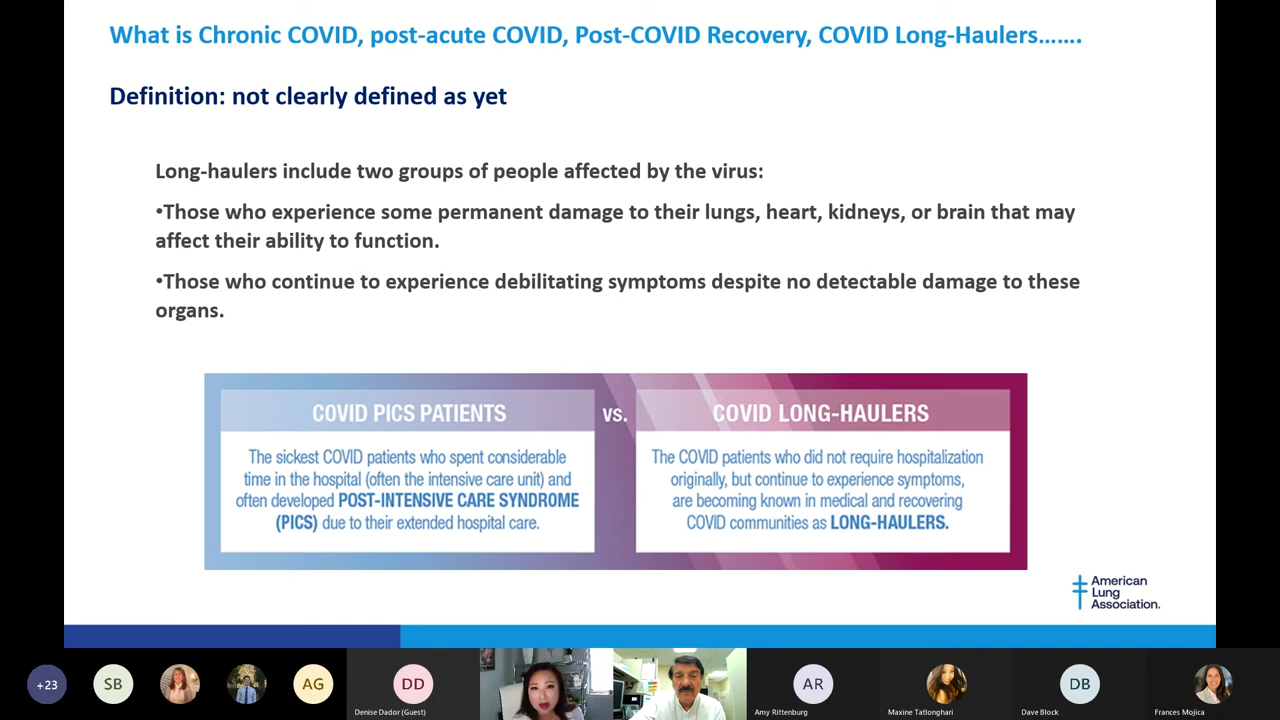 What is Chronic COVID, post-acute COVID, Post-COVID Recovery, COVID Long-Haulers…….
Definition: not clearly defined as yet
Long-haulers include two groups of people affected by the virus:
•Those who experience some permanent damage to their lungs, heart, kidneys, or brain that may
affect their ability to function.
•Those who continue to experience debilitating symptoms despite no detectable damage to these
organs.
COVID PICS PATIENTS
The sickest COVID patients who spent considerable
time in the hospital (often the intensive care unit) and
often developed POST-INTENSIVE CARE SYNDROME
(PICS) due to their extended hospital care.
vs.
COVID LONG-HAULERS
The COVID patients who did not require hospitalization
originally, but continue to experience symptoms,
are becoming known in medical and recovering
COVID communities as LONG-HAULERS.
American
Lung
Association.
+23
SB
AG
DD
Denise Dador (Guest)
AR
Amy Rittenburg
Maxine Tatlonghari
DB
Dave Block
Frances Mojica